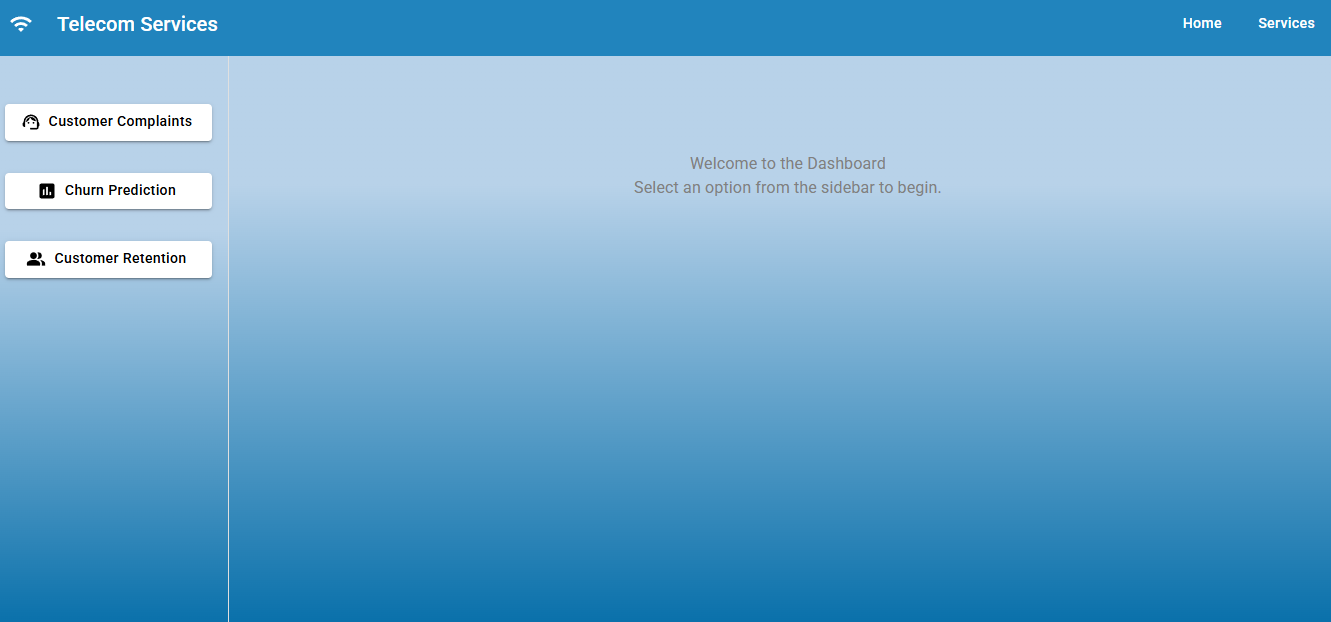 Telecom Services
Home
Services
Customer Complaints
Churn Prediction
Customer Retention
Welcome to the Dashboard
Select an option from the sidebar to begin.